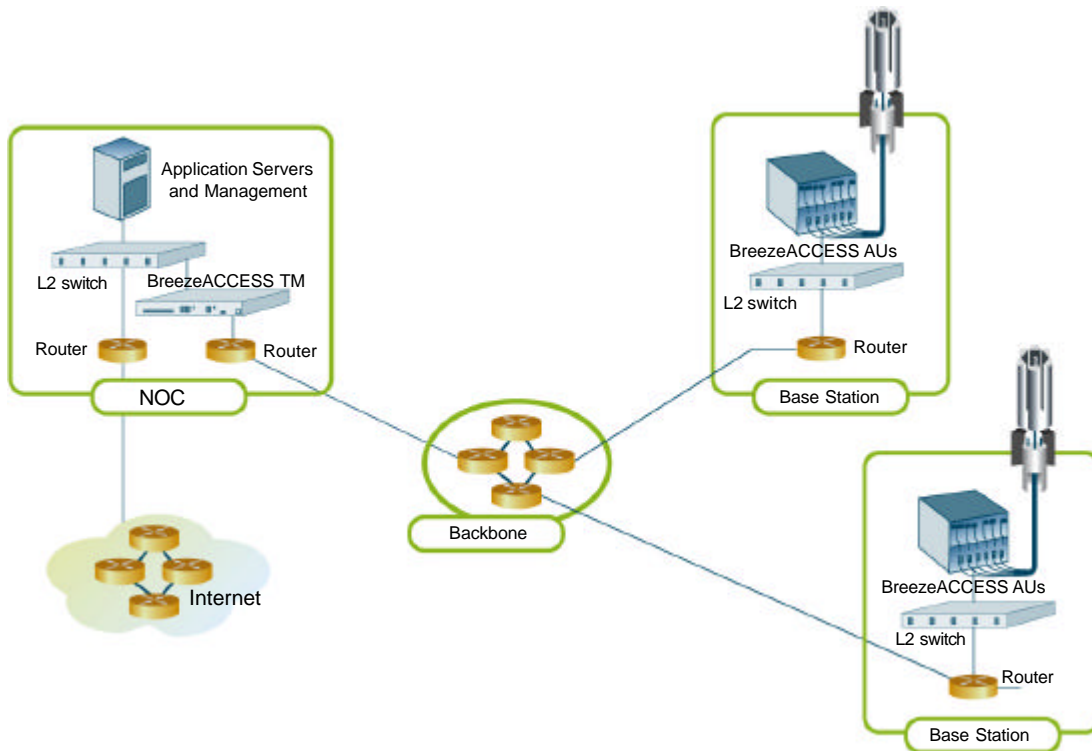 Application Servers
and Management
L2 switch
BreezeACCESS TM
Router
Router
NOC
Internet
Backbone
BreezeACCESS AUs
L2 switch
Router
Base Station
BreezeACCESS AUs
L2 switch
Router
Base Station